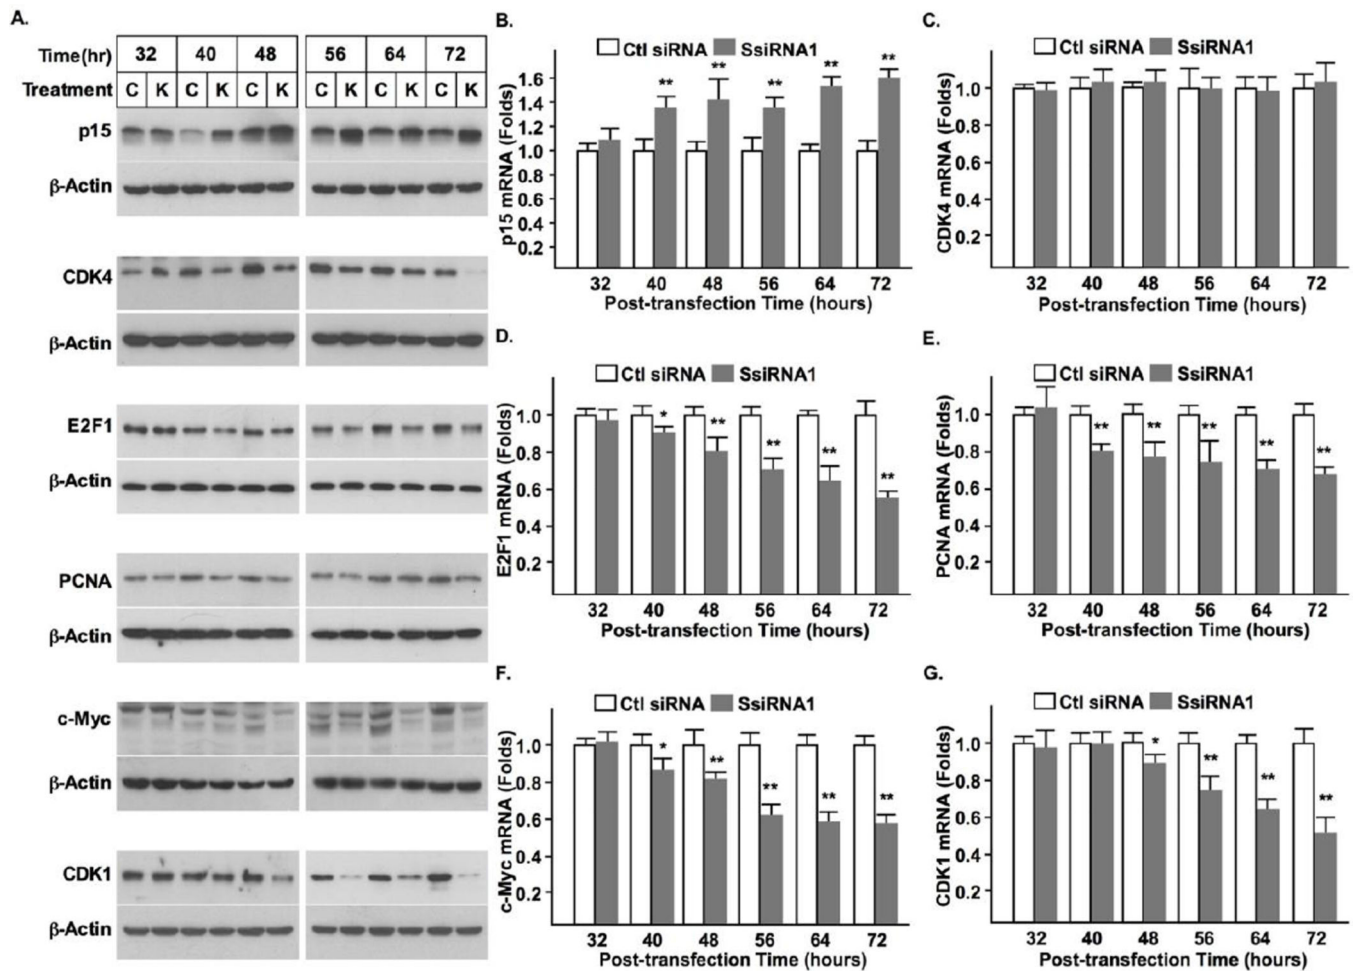 A.
Time(hr) 32 40 48 56 64 72
Treatment C K C K C K C K C K C K
p15
β-Actin
CDK4
β-Actin
E2F1
β-Actin
PCNA
β-Actin
c-Myc
β-Actin
CDK1
β-Actin
B.
Ctl siRNA SsiRNA1
p15 mRNA (Folds)
1.6
1.4
1.2
1.0
0.8
0.6
0.4
0.2
** ** ** ** **
32 40 48 56 64 72
Post-transfection Time (hours)
C.
Ctl siRNA SsiRNA1
CDK4 mRNA (Folds)
1.0
0.8
0.6
0.4
0.2
32 40 48 56 64 72
Post-transfection Time (hours)
D.
Ctl siRNA SsiRNA1
E2F1 mRNA (Folds)
1.0
0.8
0.6
0.4
0.2
* ** ** ** **
32 40 48 56 64 72
Post-transfection Time (hours)
E.
Ctl siRNA SsiRNA1
PCNA mRNA (Folds)
1.0
0.8
0.6
0.4
0.2
** ** ** ** **
32 40 48 56 64 72
Post-transfection Time (hours)
F.
Ctl siRNA SsiRNA1
c-Myc mRNA (Folds)
1.0
0.8
0.6
0.4
0.2
* ** ** ** **
32 40 48 56 64 72
Post-transfection Time (hours)
G.
Ctl siRNA SsiRNA1
CDK1 mRNA (Folds)
1.0
0.8
0.6
0.4
0.2
* ** ** **
32 40 48 56 64 72
Post-transfection Time (hours)